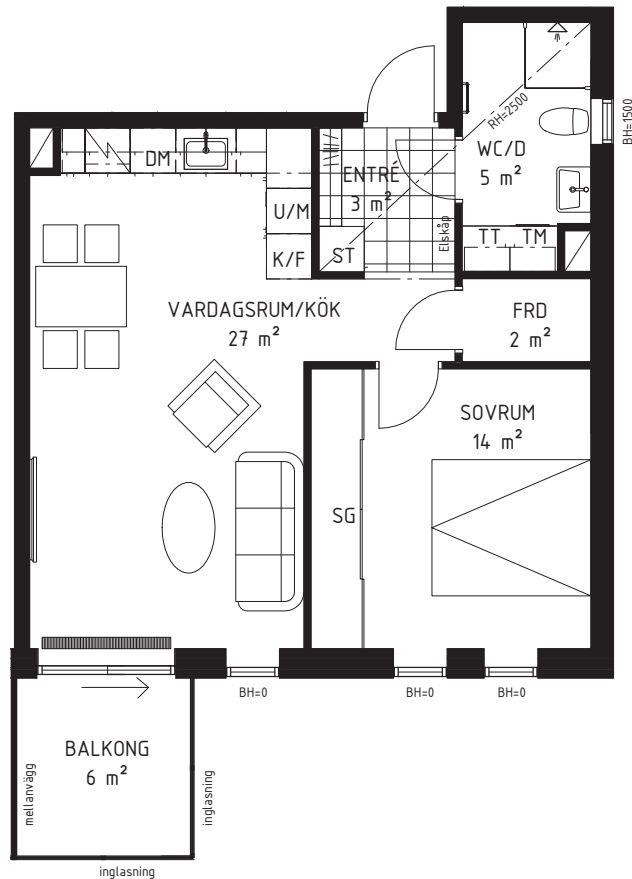 RH=2500
BH=1500
WC/D
5 m²
DM
ENTRÉ
3 m²
U/M
K/F
ST
Elskåp
TT
TM
VARDAGSRUM/KÖK
27 m²
FRD
2 m²
SOVRUM
14 m²
SG
BH=0
BH=0
BH=0
BALKONG
6 m²
mellanvägg
inglasning
inglasning